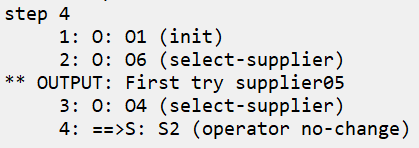 step 4
1: O: O1 (init)
2: O: O6 (select-supplier)
** OUTPUT: First try supplier05
3: O: O4 (select-supplier)
4: ==>S: S2 (operator no-change)